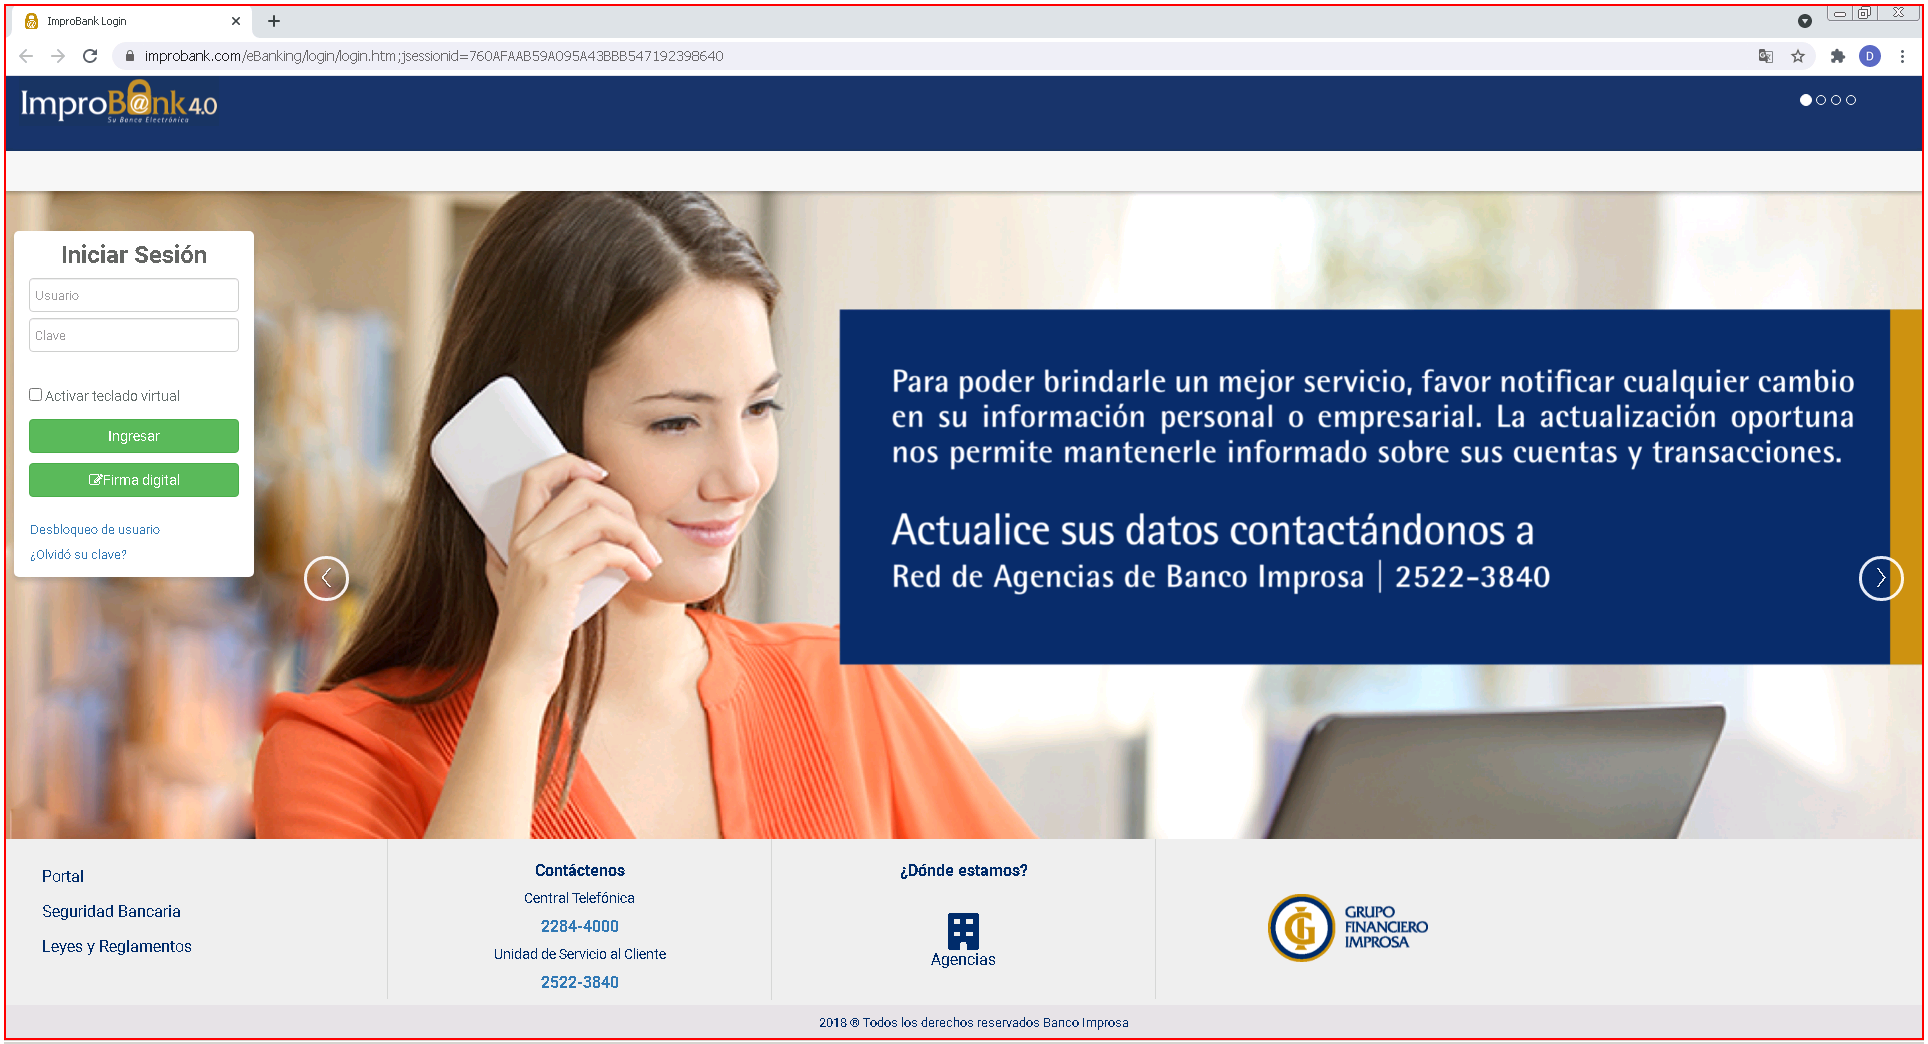 ImproBank Login
improbank.com/eBanking/login/login.htm;jsessionid=760AFAAB59A095A43BBB547192398640
D
ImproB@nk 4.0
Su Banca Electrónica
Iniciar Sesión
Usuario
Clave
Activar teclado virtual
Ingresar
Firma digital
Desbloqueo de usuario
¿Olvidó su clave?
Para poder brindarle un mejor servicio, favor notificar cualquier cambio
en su información personal o empresarial. La actualización oportuna
nos permite mantenerle informado sobre sus cuentas y transacciones.
Actualice sus datos contactándonos a
Red de Agencias de Banco Improsa | 2522-3840
Portal
Seguridad Bancaria
Leyes y Reglamentos
Contáctenos
Central Telefónica
2284-4000
Unidad de Servicio al Cliente
2522-3840
¿Dónde estamos?
Agencias
GRUPO
FINANCIERO
IMPROSA
2018 ® Todos los derechos reservados Banco Improsa